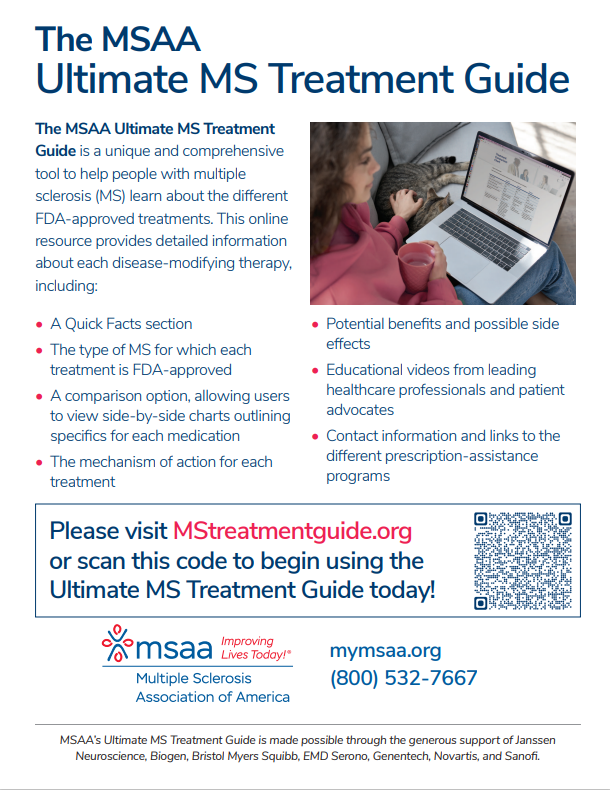 The MSAA
Ultimate MS Treatment Guide
The MSAA Ultimate MS Treatment
Guide is a unique and comprehensive
tool to help people with multiple
sclerosis (MS) learn about the different
FDA-approved treatments. This online
resource provides detailed information
about each disease-modifying therapy,
including:
• A Quick Facts section
• The type of MS for which each
treatment is FDA-approved
• A comparison option, allowing users
to view side-by-side charts outlining
specifics for each medication
• The mechanism of action for each
treatment
• Potential benefits and possible side
effects
• Educational videos from leading
healthcare professionals and patient
advocates
• Contact information and links to the
different prescription-assistance
programs
Please visit MStreatmentguide.org
or scan this code to begin using the
Ultimate MS Treatment Guide today!
msaa Improving
Lives Today!®
Multiple Sclerosis
Association of America
mymsaa.org
(800) 532-7667
MSAA's Ultimate MS Treatment Guide is made possible through the generous support of Janssen
Neuroscience, Biogen, Bristol Myers Squibb, EMD Serono, Genentech, Novartis, and Sanofi.